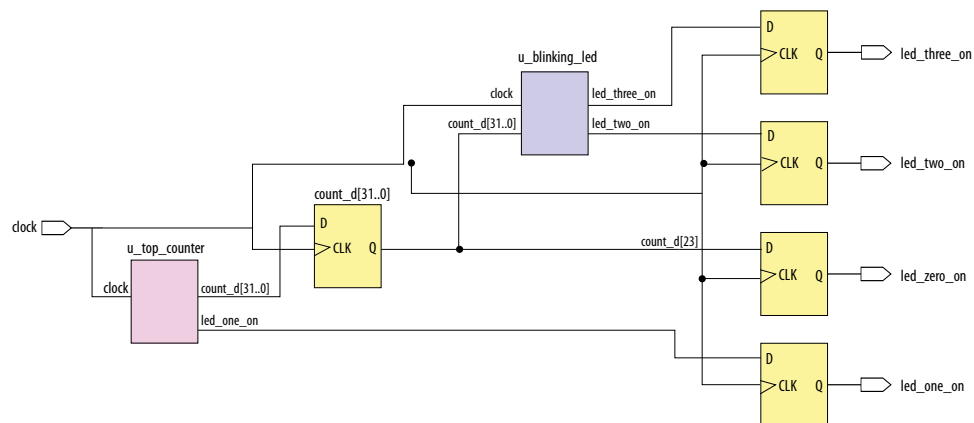 D
CLK Q
led_three_on
u_blinking_led
clock
led_three_on
count_d[31..0]
led_two_on
D
CLK Q
led_two_on
count_d[31..0]
D
CLK Q
clock
u_top_counter
clock
count_d[31..0]
led_one_on
count_d[23]
D
CLK Q
led_zero_on
D
CLK Q
led_one_on